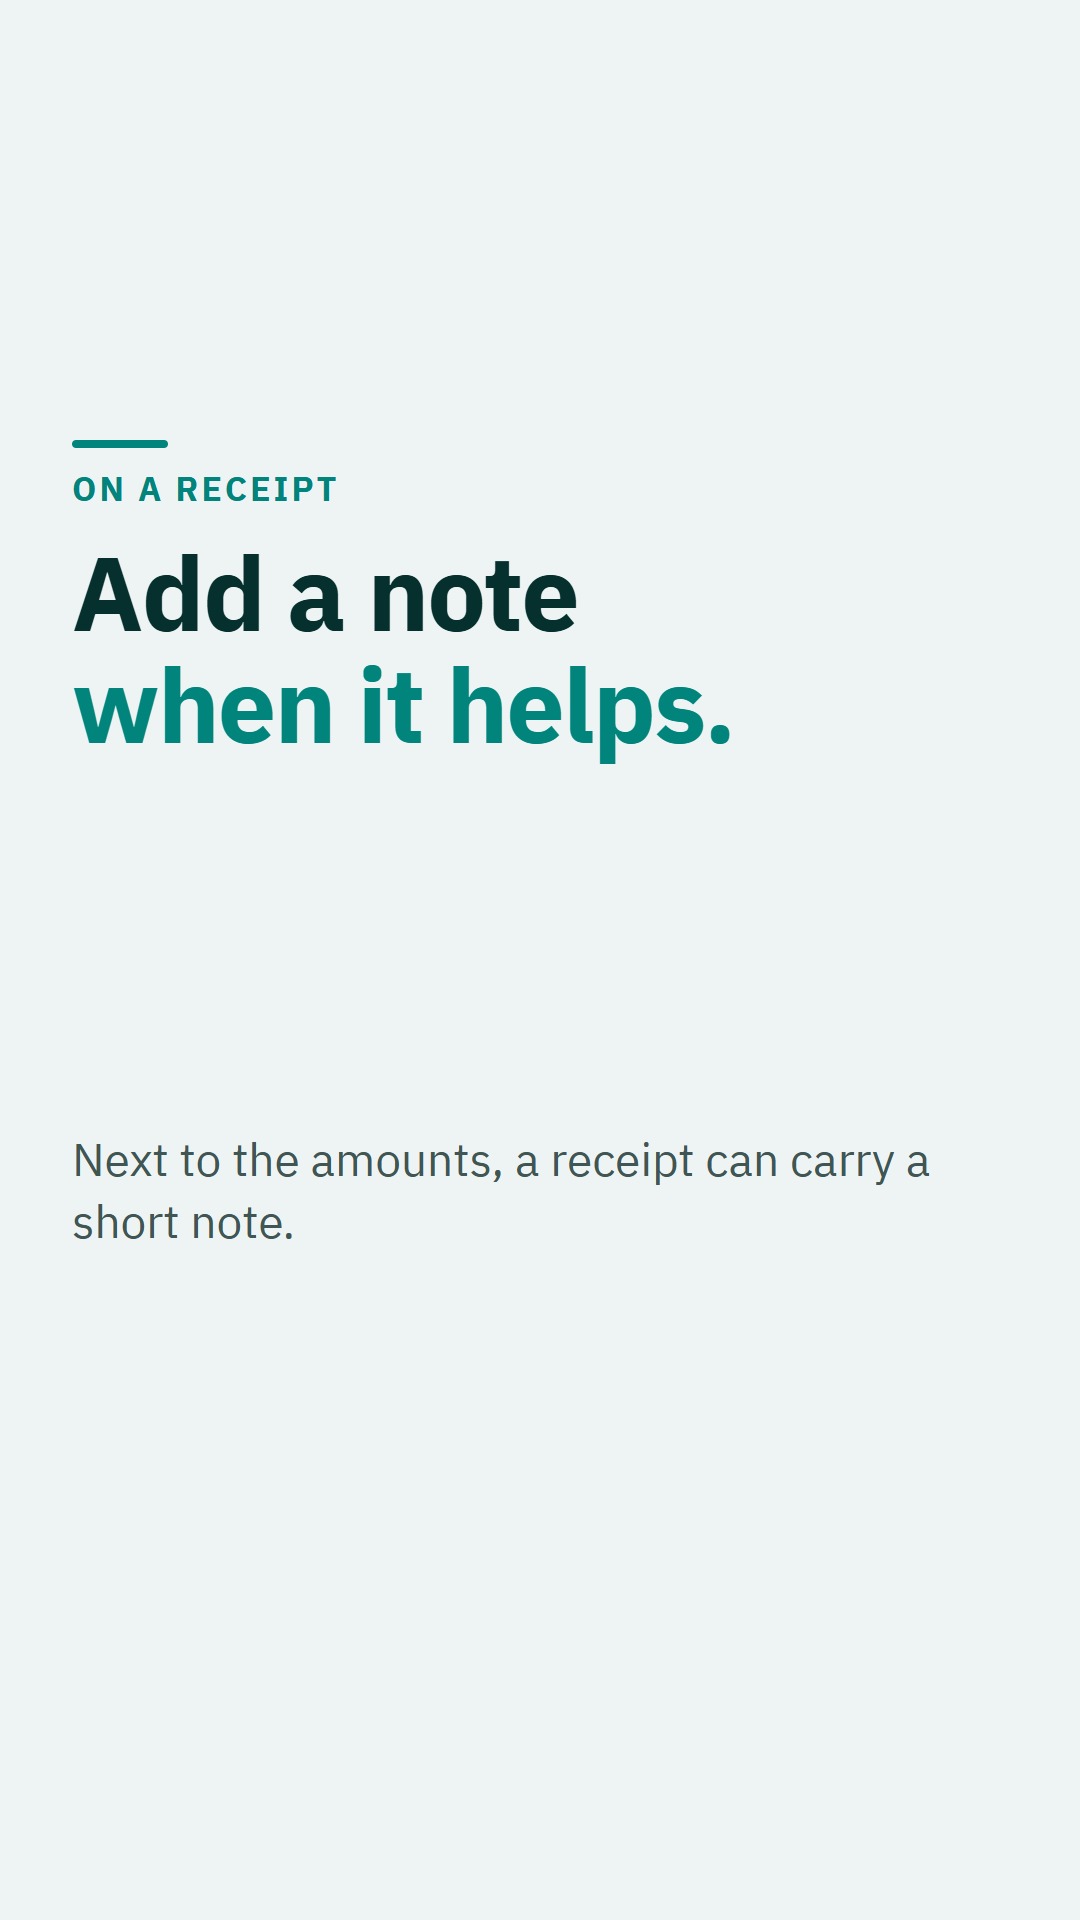 ON A RECEIPT
Add a note
when it helps.
Next to the amounts, a receipt can carry a
short note.